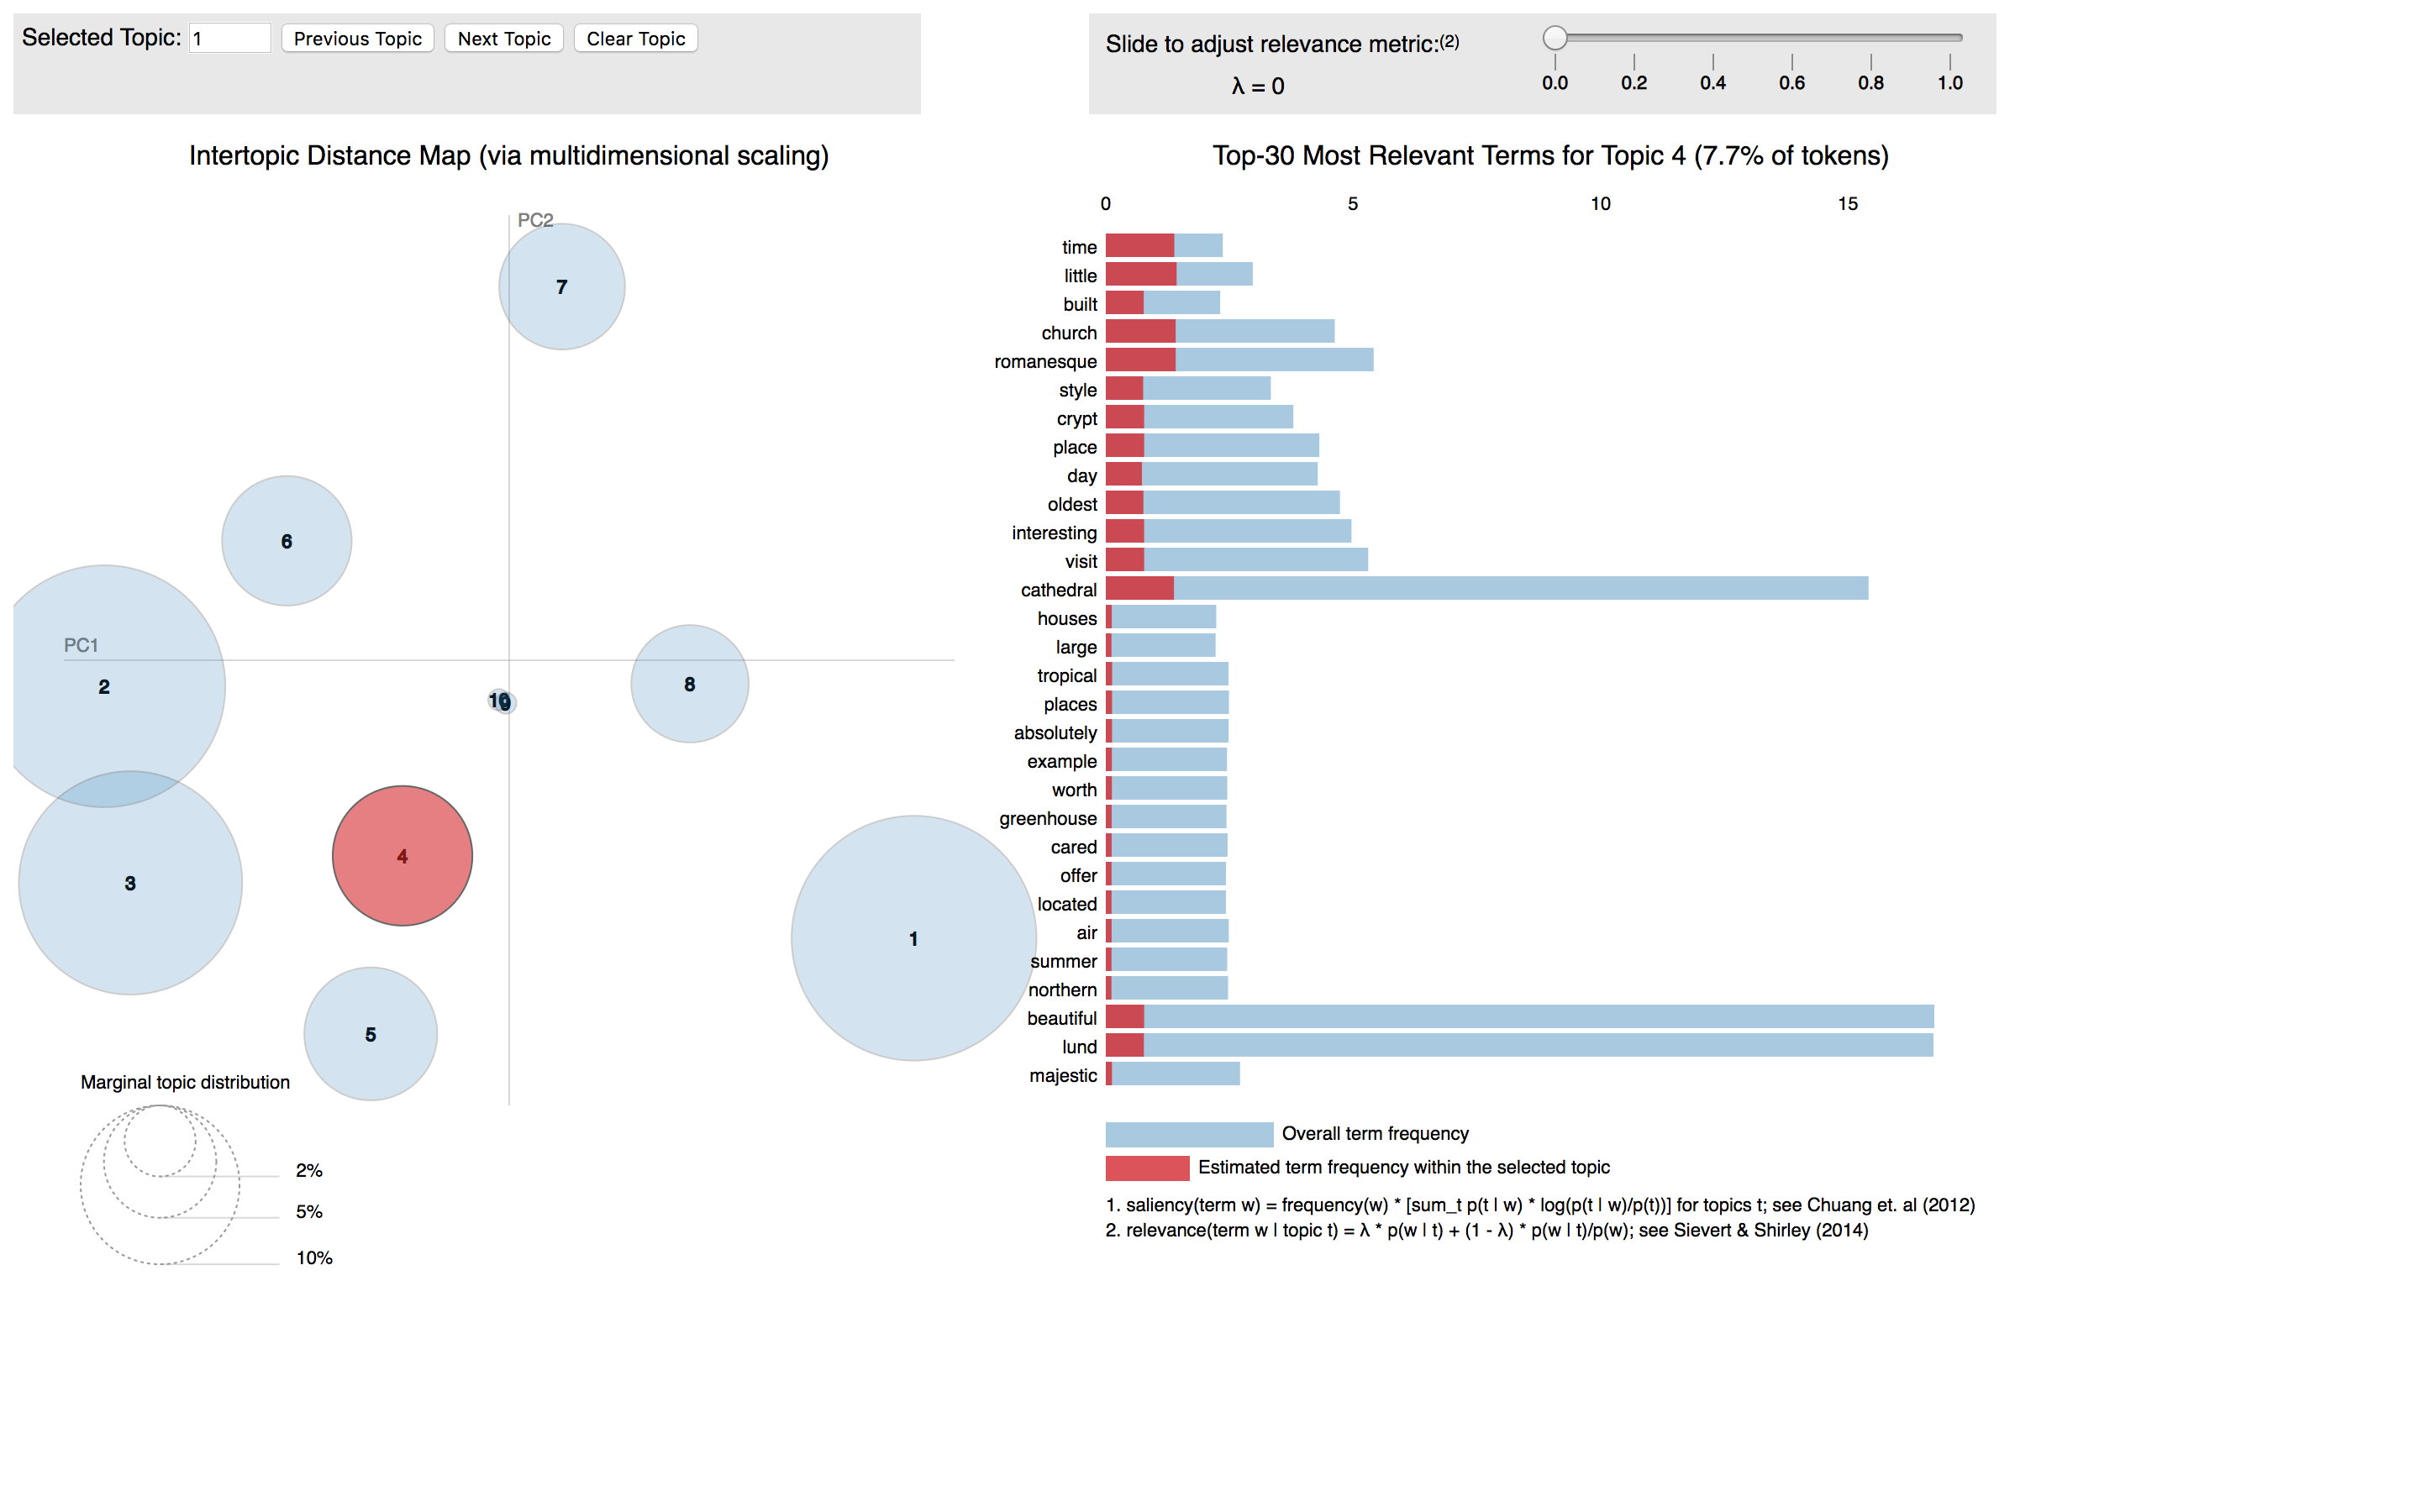 Selected Topic: 1 Previous Topic Next Topic Clear Topic
Slide to adjust relevance metric:(2)
λ = 0
0.0 0.2 0.4 0.6 0.8 1.0
Intertopic Distance Map (via multidimensional scaling)
PC2
7
6
PC1
2
8
10
9
4
3
1
5
Marginal topic distribution
2%
5%
10%
Top-30 Most Relevant Terms for Topic 4 (7.7% of tokens)
0 5 10 15
time
little
built
church
romanesque
style
crypt
place
day
oldest
interesting
visit
cathedral
houses
large
tropical
places
absolutely
example
worth
greenhouse
cared
offer
located
air
summer
northern
beautiful
lund
majestic
Overall term frequency
Estimated term frequency within the selected topic
1. saliency(term w) = frequency(w) * [sum_t p(t | w) * log(p(t | w)/p(t))] for topics t; see Chuang et. al (2012)
2. relevance(term w | topic t) = λ * p(w | t) + (1 - λ) * p(w | t)/p(w); see Sievert & Shirley (2014)